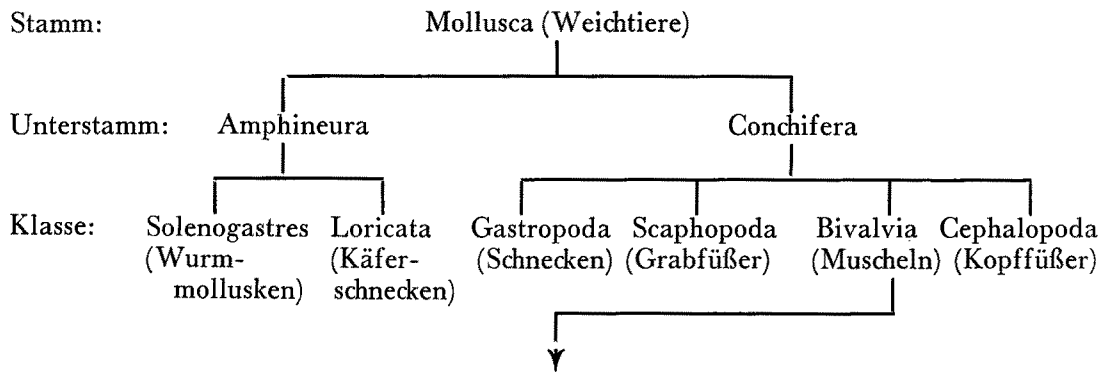 Stamm: Mollusca (Weichtiere)
Unterstamm: Amphineura Conchifera
Klasse: Solenogastres Loricata Gastropoda Scaphopoda Bivalvia Cephalopoda
(Wurm- (Käfer- (Schnecken) (Grabfüßer) (Muscheln) (Kopffüßer)
mollusken) schnecken)